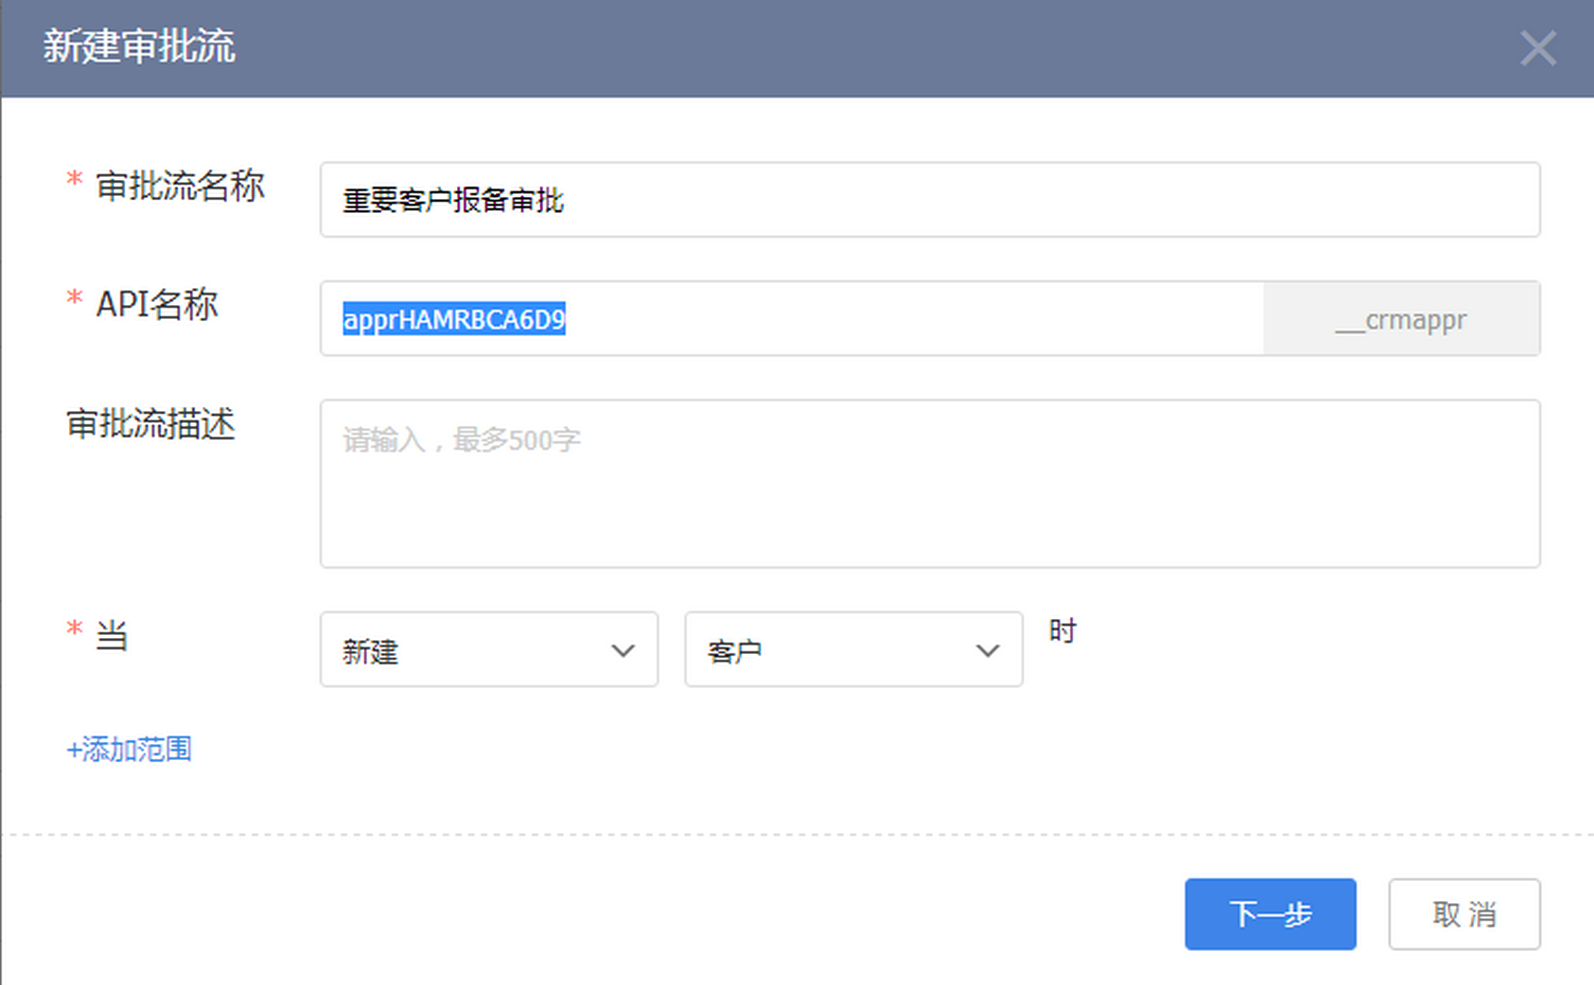 新建审批流
* 审批流名称 重要客户报备审批
* API名称 apprHAMRBCA6D9 __crmappr
审批流描述 请输入，最多500字
* 当 新建 客户 时
+添加范围
下一步 取消